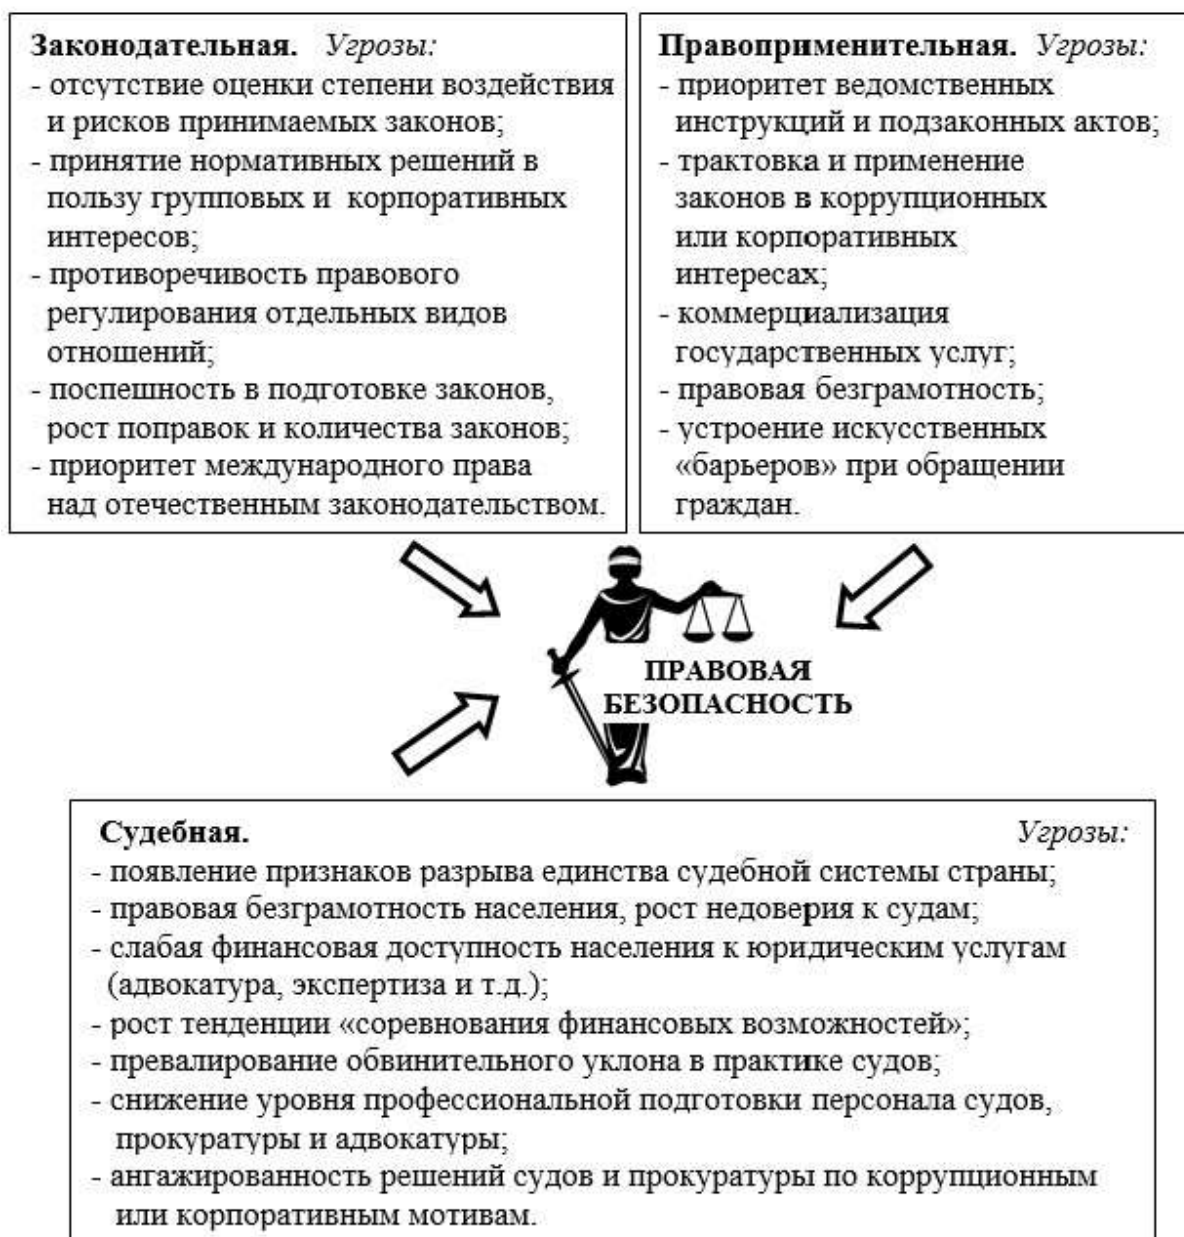 Законодательная. Угрозы:
- отсутствие оценки степени воздействия
и рисков принимаемых законов;
- принятие нормативных решений в
пользу групповых и корпоративных
интересов;
- противоречивость правового
регулирования отдельных видов
отношений;
- поспешность в подготовке законов,
рост поправок и количества законов;
- приоритет международного права
над отечественным законодательством.
Правоприменительная. Угрозы:
- приоритет ведомственных
инструкций и подзаконных актов;
- трактовка и применение
законов в коррупционных
или корпоративных
интересах;
- коммерциализация
государственных услуг;
- правовая безграмотность;
- устроение искусственных
«барьеров» при обращении
граждан.
ПРАВОВАЯ
БЕЗОПАСНОСТЬ
Судебная. Угрозы:
- появление признаков разрыва единства судебной системы страны;
- правовая безграмотность населения, рост недоверия к судам;
- слабая финансовая доступность населения к юридическим услугам
(адвокатура, экспертиза и т.д.);
- рост тенденции «соревнования финансовых возможностей»;
- превалирование обвинительного уклона в практике судов;
- снижение уровня профессиональной подготовки персонала судов,
прокуратуры и адвокатуры;
- ангажированность решений судов и прокуратуры по коррупционным
или корпоративным мотивам.